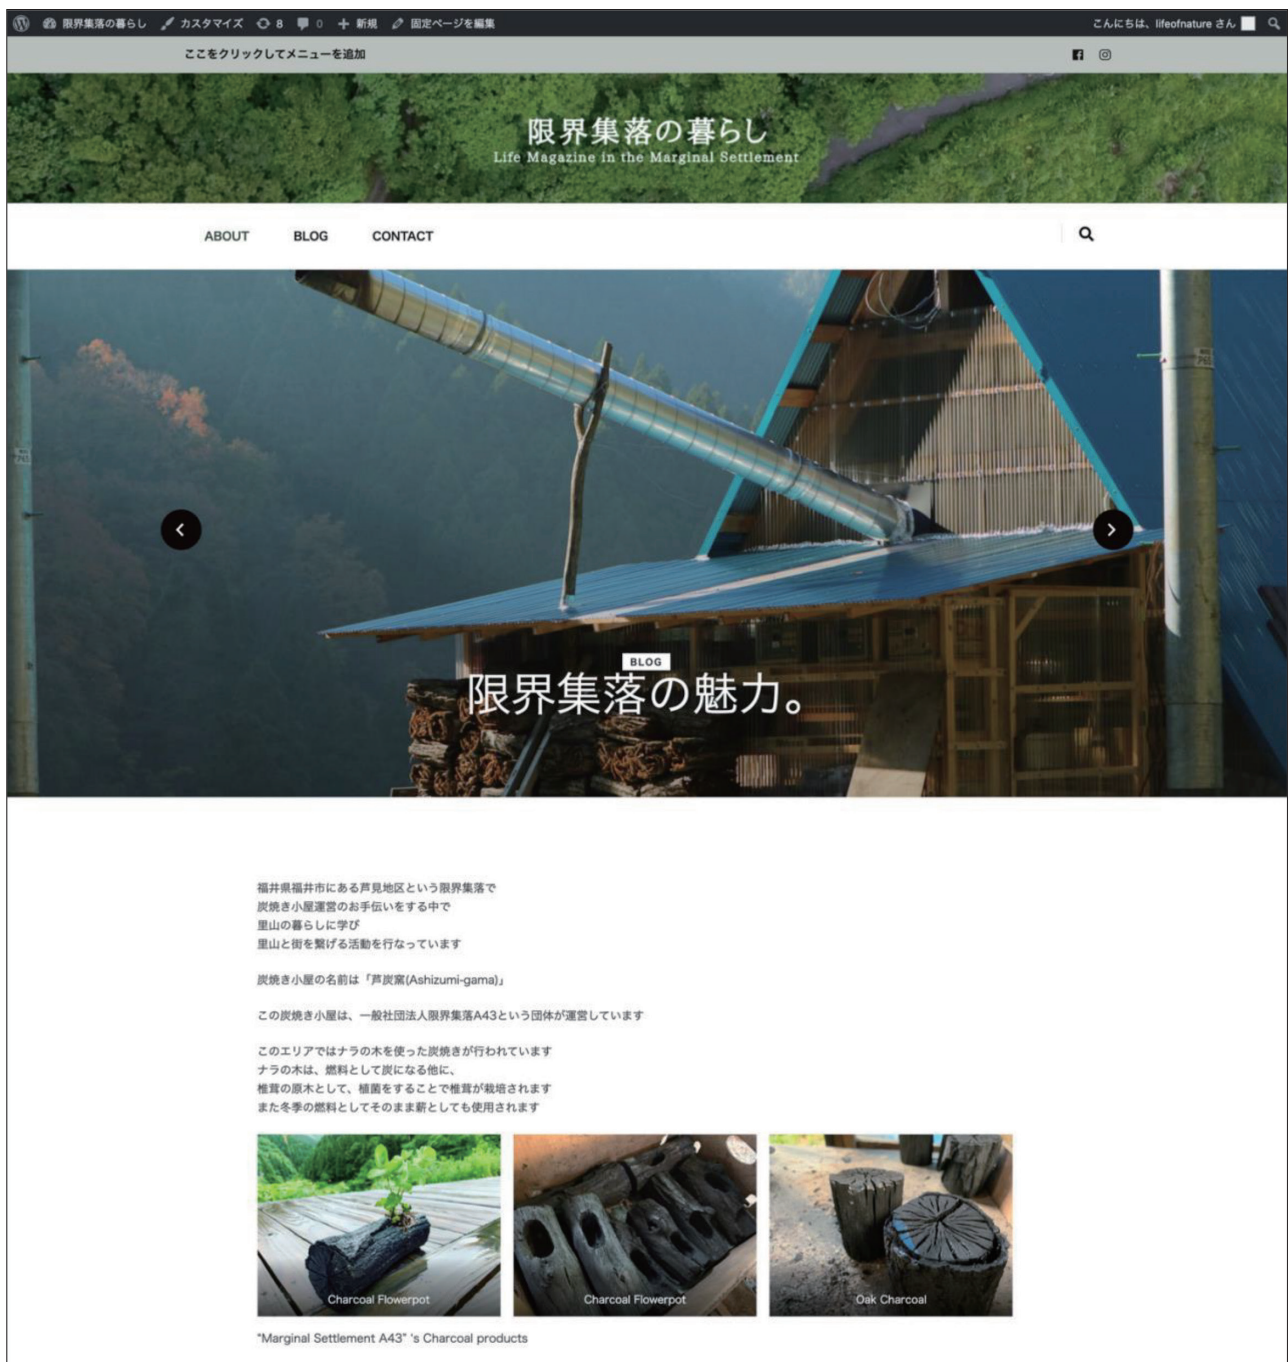 限界集落の暮らし カスタマイズ 8 0 新規 固定ページを編集 こんにちは、lifeofnature さん
ここをクリックしてメニューを追加
限界集落の暮らし
Life Magazine in the Marginal Settlement
ABOUT BLOG CONTACT
BLOG
限界集落の魅力。
福井県福井市にある芦見地区という限界集落で
炭焼き小屋運営のお手伝いをする中で
里山の暮らしに学び
里山と街を繋げる活動を行なっています
炭焼き小屋の名前は「芦炭窯(Ashizumi-gama)」
この炭焼き小屋は、一般社団法人限界集落A43という団体が運営しています
このエリアではナラの木を使った炭焼きが行われています
ナラの木は、燃料として炭になる他に、
椎茸の原木として、植菌をすることで椎茸が栽培されます
また冬季の燃料としてそのまま薪としても使用されます
Charcoal Flowerpot Charcoal Flowerpot Oak Charcoal
"Marginal Settlement A43" 's Charcoal products